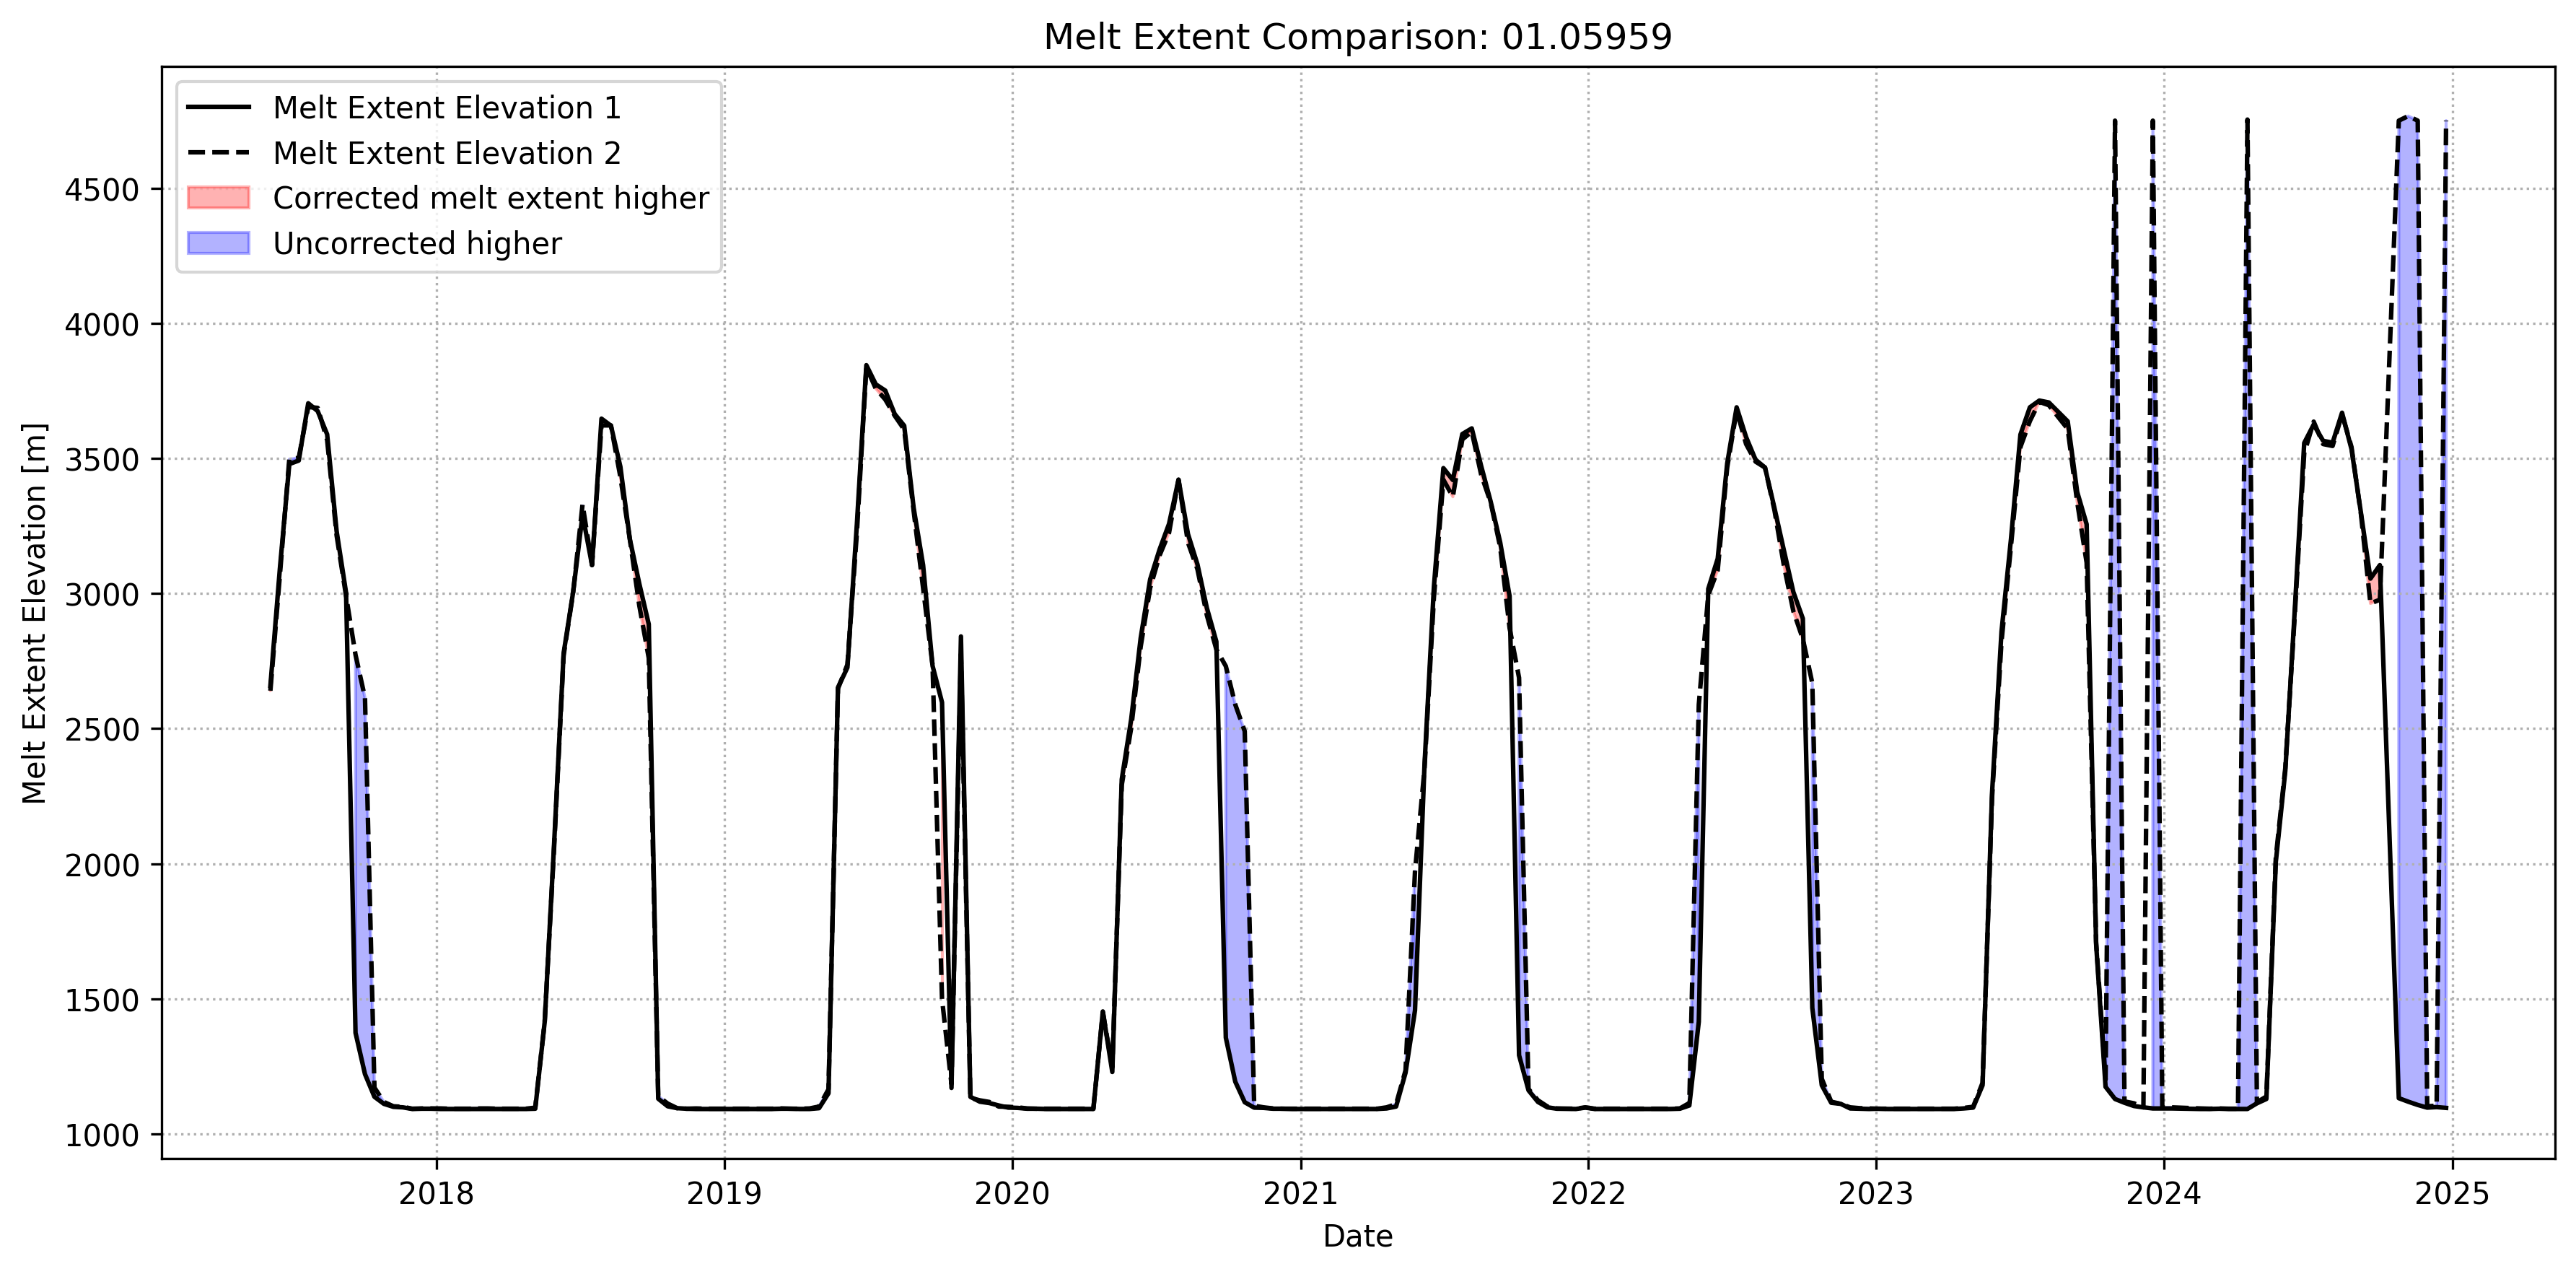 Melt Extent Comparison: 01.05959
Melt Extent Elevation 1
Melt Extent Elevation 2
Corrected melt extent higher
Uncorrected higher
Melt Extent Elevation [m]
4500
4000
3500
3000
2500
2000
1500
1000
2018 2019 2020 2021 2022 2023 2024 2025
Date